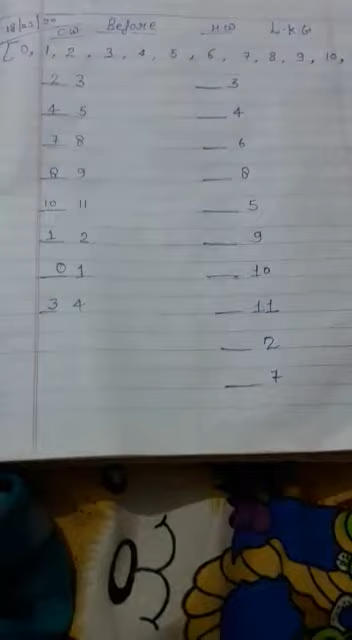 18/03/20 CW Before HW L.K.G
[0, 1, 2, 3, 4, 5, 6, 7, 8, 9, 10,
2 3 __ 3
4 5 __ 4
7 8 __ 6
8 9 __ 8
10 11 __ 5
1 2 __ 9
0 1 __ 10
3 4 __ 11
__ 2
__ 7